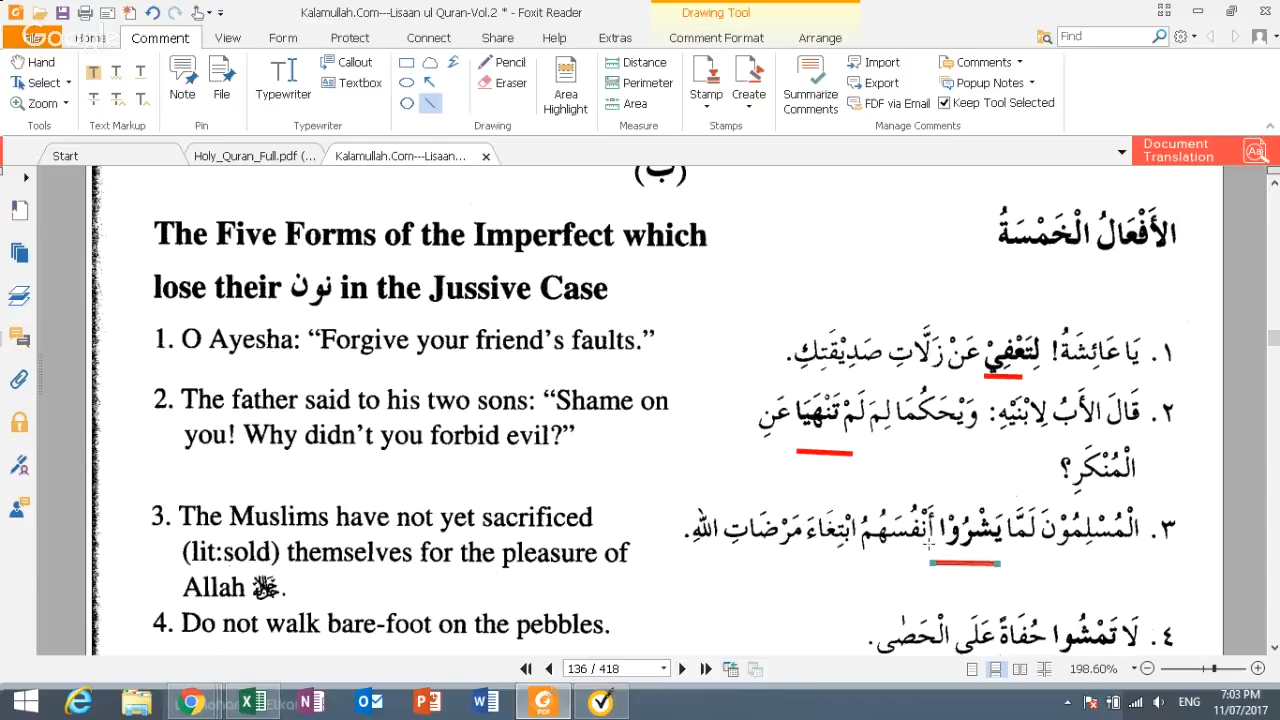 Kalamullah.Com---Lisaan ul Quran-Vol.2 * - Foxit Reader
Drawing Tool
File Home Comment View Form Protect Connect Share Help Extras Comment Format Arrange Find
Hand
Select
Zoom
Tools
Text Markup
Note
File
Pin
Typewriter
Callout
Textbox
Typewriter
Pencil
Eraser
Drawing
Area Highlight
Distance
Perimeter
Area
Measure
Stamp
Create
Stamps
Summarize Comments
Import
Export
FDF via Email
Comments
Popup Notes
Keep Tool Selected
Manage Comments
Start
Holy_Quran_Full.pdf (...
Kalamullah.Com---Lisaan...
Document Translation
(ب)
The Five Forms of the Imperfect which
الأَفْعَالُ الْخَمْسَةُ
lose their نون in the Jussive Case
1. O Ayesha: “Forgive your friend’s faults.”
١. يَا عَائِشَةُ! لِتَعْفِيْ عَنْ زَلَّاتِ صَدِيْقَتِكِ.
2. The father said to his two sons: “Shame on
you! Why didn’t you forbid evil?”
٢. قَالَ الأَبُ لِابْنَيْهِ: وَيْحَكُمَا لِمَ لَمْ تَنْهَيَا عَنِ
الْمُنْكَرِ؟
3. The Muslims have not yet sacrificed
(lit:sold) themselves for the pleasure of
Allah ﷻ.
٣. الْمُسْلِمُوْنَ لَمَّا يَشْرُوْا أَنْفُسَهُمُ ابْتِغَاءَ مَرْضَاتِ اللهِ.
4. Do not walk bare-foot on the pebbles.
٤. لَا تَمْشُوا حُفَاةً عَلَى الْحَصٰى.
136 / 418
198.60%
ENG
7:03 PM
11/07/2017